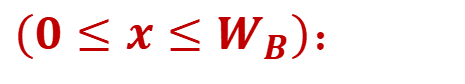 (0 ≤ x ≤ W_B):